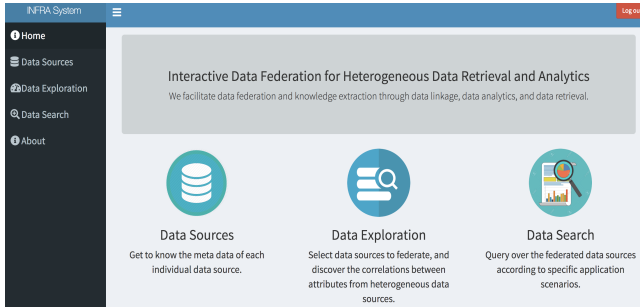 INFRA System
Log ou
Home
Data Sources
Data Exploration
Data Search
About
Interactive Data Federation for Heterogeneous Data Retrieval and Analytics
We facilitate data federation and knowledge extraction through data linkage, data analytics, and data retrieval.
Data Sources
Get to know the meta data of each
individual data source.
Data Exploration
Select data sources to federate, and
discover the correlations between
attributes from heterogeneous data
sources.
Data Search
Query over the federated data sources
according to specific application
scenarios.